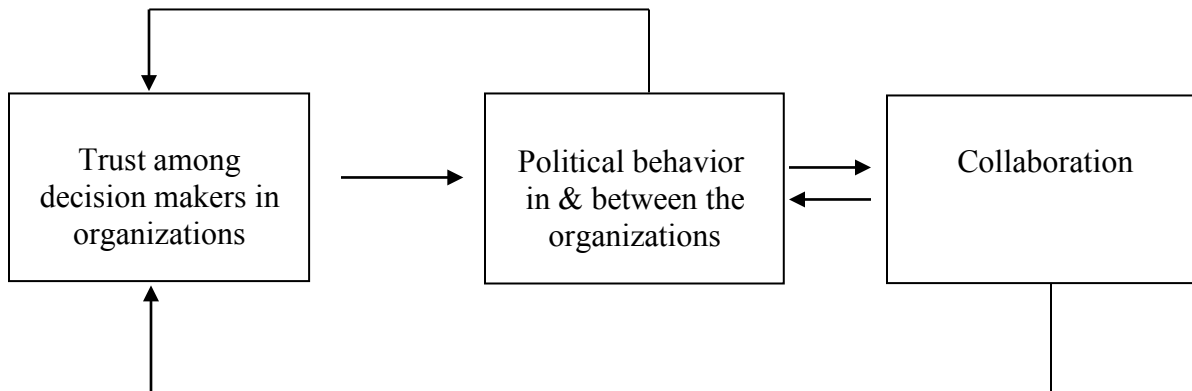 Trust among
decision makers in
organizations
Political behavior
in & between the
organizations
Collaboration